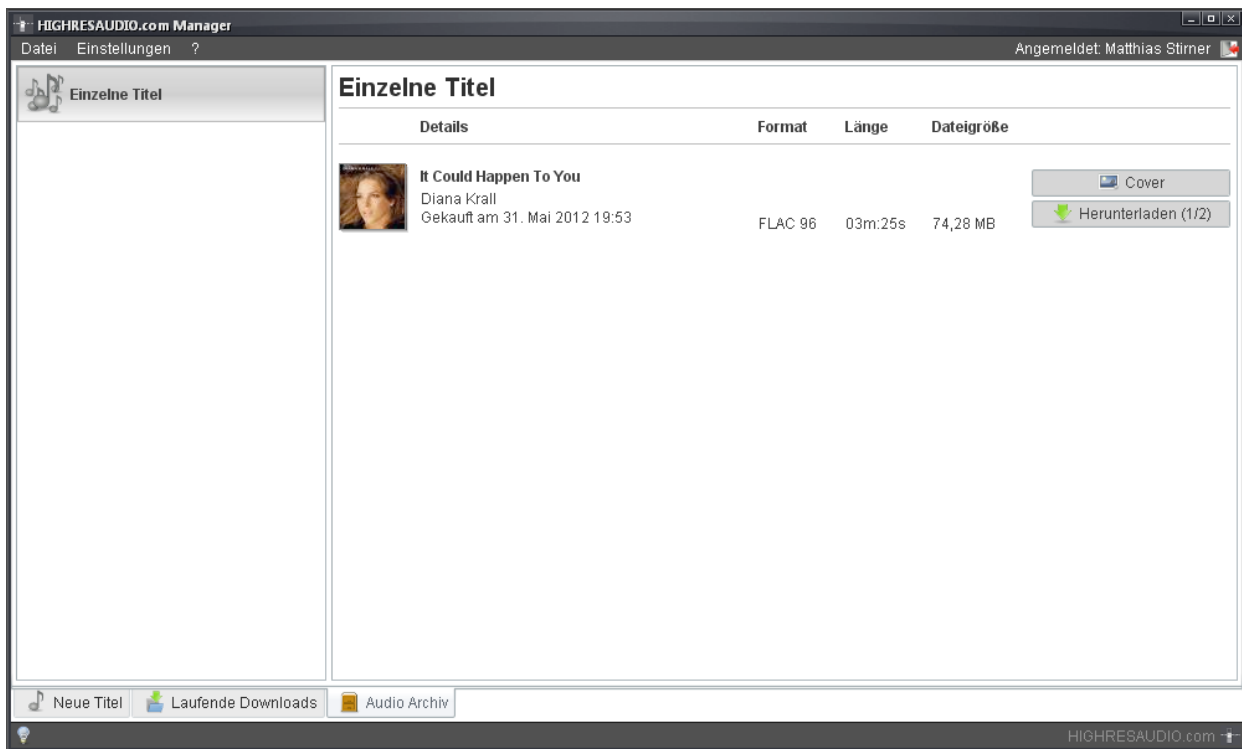 HIGHRESAUDIO.com Manager
Datei Einstellungen ? Angemeldet: Matthias Stirner
Einzelne Titel
Einzelne Titel
Details Format Länge Dateigröße
It Could Happen To You
Diana Krall
Gekauft am 31. Mai 2012 19:53
FLAC 96 03m:25s 74,28 MB
Cover
Herunterladen (1/2)
Neue Titel Laufende Downloads Audio Archiv
HIGHRESAUDIO.com